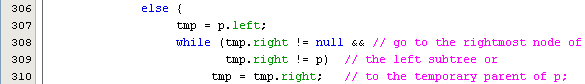 306 else {
307 tmp = p.left;
308 while (tmp.right != null && // go to the rightmost node of
309 tmp.right != p) // the left subtree or
310 tmp = tmp.right; // to the temporary parent of p;